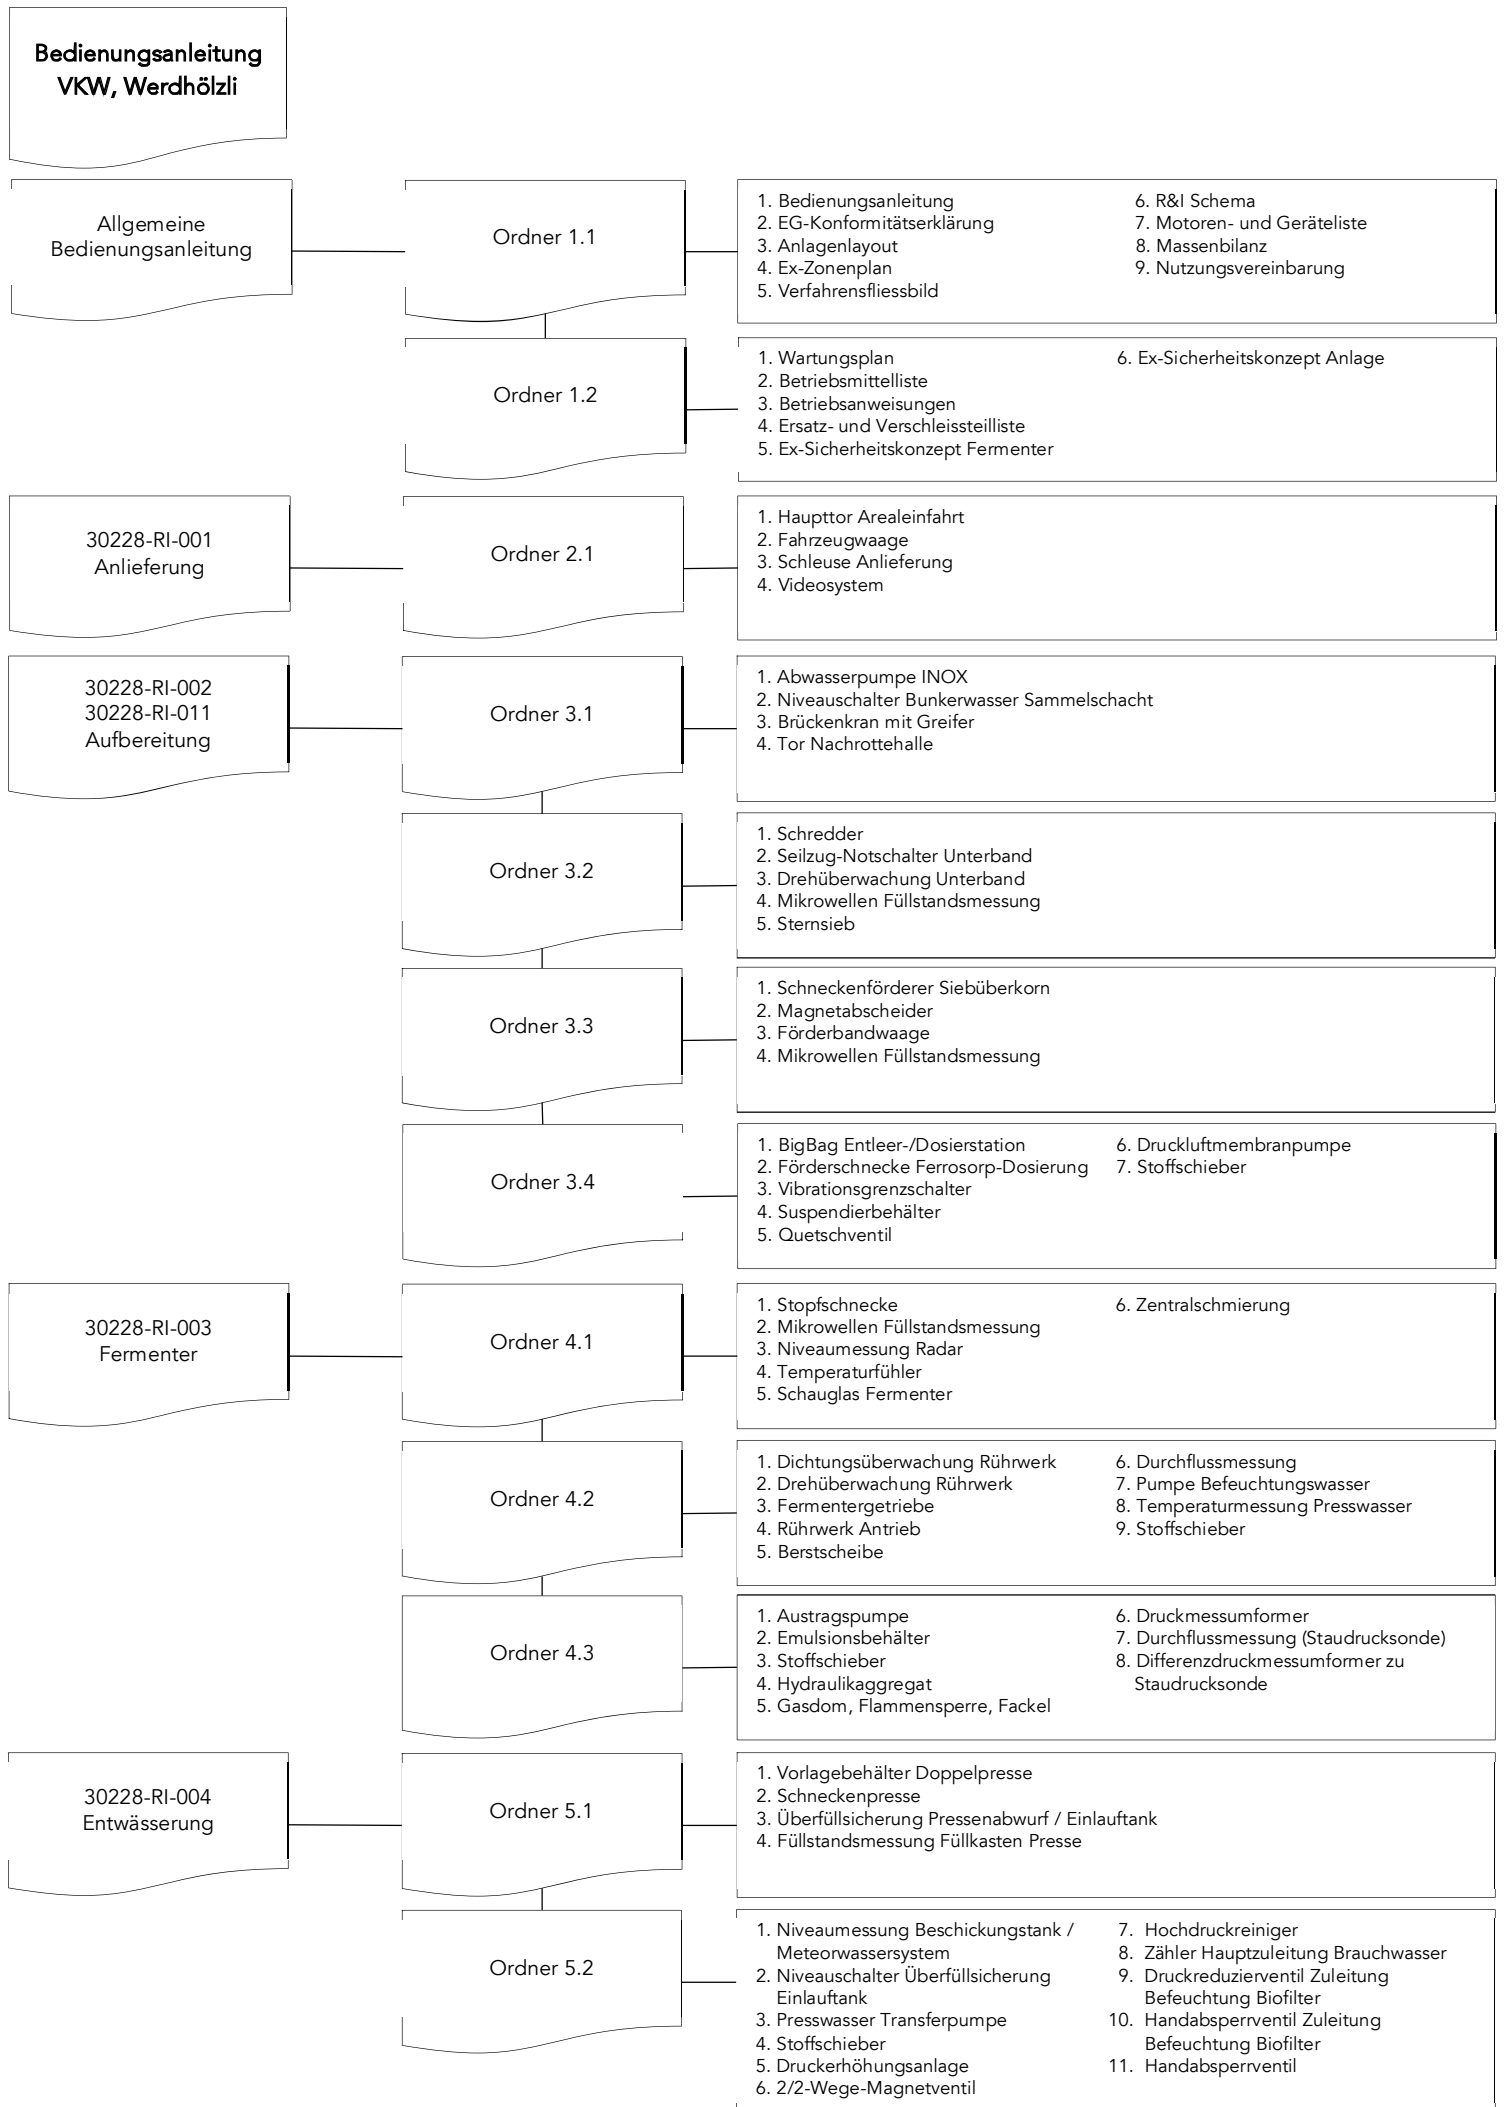 Bedienungsanleitung
VKW, Werdhölzli
Allgemeine
Bedienungsanleitung
Ordner 1.1
1. Bedienungsanleitung
2. EG-Konformitätserklärung
3. Anlagenlayout
4. Ex-Zonenplan
5. Verfahrensfliessbild
6. R&I Schema
7. Motoren- und Geräteliste
8. Massenbilanz
9. Nutzungsvereinbarung
Ordner 1.2
1. Wartungsplan
2. Betriebsmittelliste
3. Betriebsanweisungen
4. Ersatz- und Verschleissteilliste
5. Ex-Sicherheitskonzept Fermenter
6. Ex-Sicherheitskonzept Anlage
30228-RI-001
Anlieferung
Ordner 2.1
1. Haupttor Arealeinfahrt
2. Fahrzeugwaage
3. Schleuse Anlieferung
4. Videosystem
30228-RI-002
30228-RI-011
Aufbereitung
Ordner 3.1
1. Abwasserpumpe INOX
2. Niveauschalter Bunkerwasser Sammelschacht
3. Brückenkran mit Greifer
4. Tor Nachrottehalle
Ordner 3.2
1. Schredder
2. Seilzug-Notschalter Unterband
3. Drehüberwachung Unterband
4. Mikrowellen Füllstandsmessung
5. Sternsieb
Ordner 3.3
1. Schneckenförderer Siebüberkorn
2. Magnetabscheider
3. Förderbandwaage
4. Mikrowellen Füllstandsmessung
Ordner 3.4
1. BigBag Entleer-/Dosierstation
2. Förderschnecke Ferrosorp-Dosierung
3. Vibrationsgrenzschalter
4. Suspendierbehälter
5. Quetschventil
6. Druckluftmembranpumpe
7. Stoffschieber
30228-RI-003
Fermenter
Ordner 4.1
1. Stopfschnecke
2. Mikrowellen Füllstandsmessung
3. Niveaumessung Radar
4. Temperaturfühler
5. Schauglas Fermenter
6. Zentralschmierung
Ordner 4.2
1. Dichtungsüberwachung Rührwerk
2. Drehüberwachung Rührwerk
3. Fermentergetriebe
4. Rührwerk Antrieb
5. Berstscheibe
6. Durchflussmessung
7. Pumpe Befeuchtungswasser
8. Temperaturmessung Presswasser
9. Stoffschieber
Ordner 4.3
1. Austragspumpe
2. Emulsionsbehälter
3. Stoffschieber
4. Hydraulikaggregat
5. Gasdom, Flammensperre, Fackel
6. Druckmessumformer
7. Durchflussmessung (Staudrucksonde)
8. Differenzdruckmessumformer zu
Staudrucksonde
30228-RI-004
Entwässerung
Ordner 5.1
1. Vorlagebehälter Doppelpresse
2. Schneckenpresse
3. Überfüllsicherung Pressenabwurf / Einlauftank
4. Füllstandsmessung Füllkasten Presse
Ordner 5.2
1. Niveaumessung Beschickungstank /
Meteorwassersystem
2. Niveauschalter Überfüllsicherung
Einlauftank
3. Presswasser Transferpumpe
4. Stoffschieber
5. Druckerhöhungsanlage
6. 2/2-Wege-Magnetventil
7. Hochdruckreiniger
8. Zähler Hauptzuleitung Brauchwasser
9. Druckreduzierventil Zuleitung
Befeuchtung Biofilter
10. Handabsperrventil Zuleitung
Befeuchtung Biofilter
11. Handabsperrventil